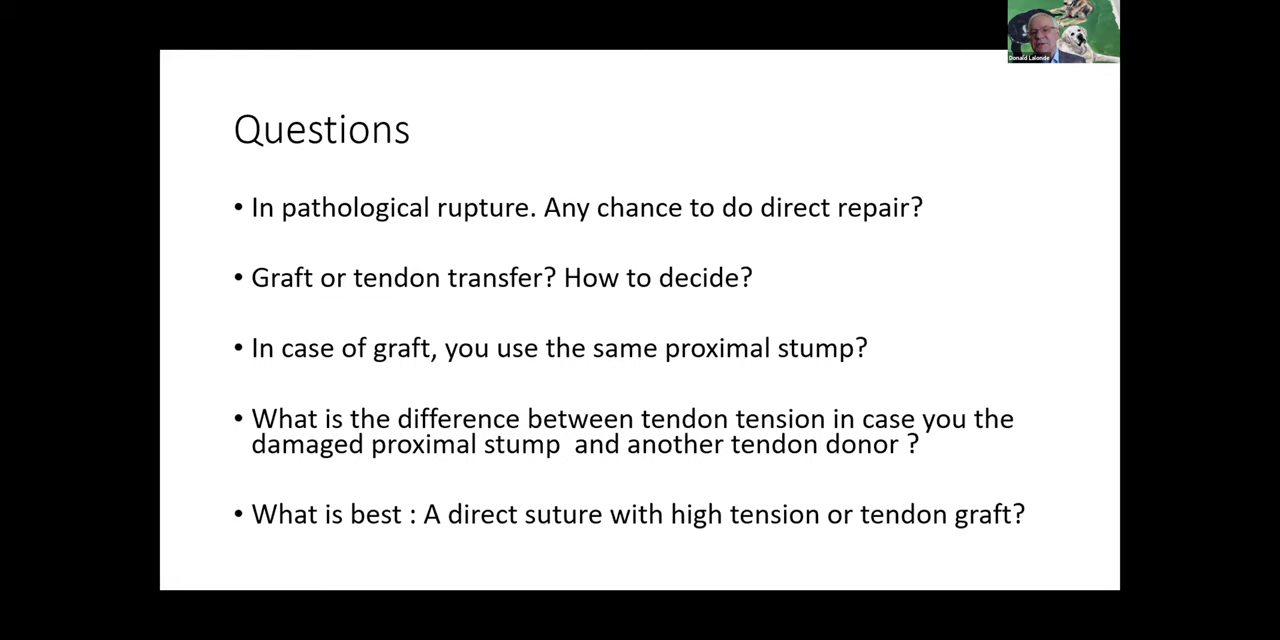 Donald Lalonde
Questions
• In pathological rupture. Any chance to do direct repair?
• Graft or tendon transfer? How to decide?
• In case of graft, you use the same proximal stump?
• What is the difference between tendon tension in case you the
damaged proximal stump  and another tendon donor ?
• What is best : A direct suture with high tension or tendon graft?